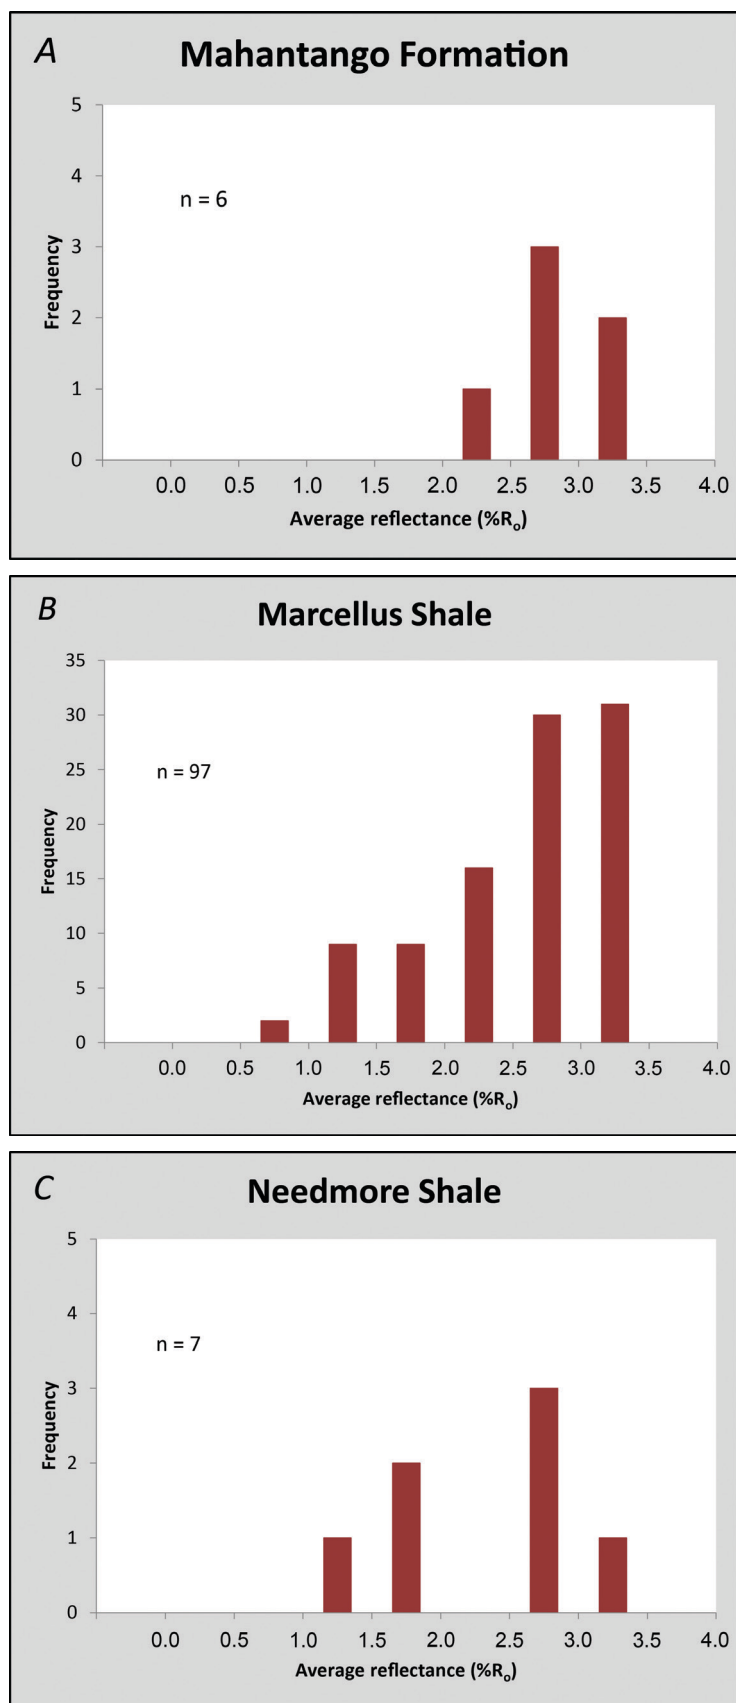 A
Mahantango Formation
5
4
3
2
1
0
n = 6
Frequency
0.0 0.5 1.0 1.5 2.0 2.5 3.0 3.5 4.0
Average reflectance (%Ro)
B
Marcellus Shale
35
30
25
20
15
10
5
0
n = 97
Frequency
0.0 0.5 1.0 1.5 2.0 2.5 3.0 3.5 4.0
Average reflectance (%Ro)
C
Needmore Shale
5
4
3
2
1
0
n = 7
Frequency
0.0 0.5 1.0 1.5 2.0 2.5 3.0 3.5 4.0
Average reflectance (%Ro)